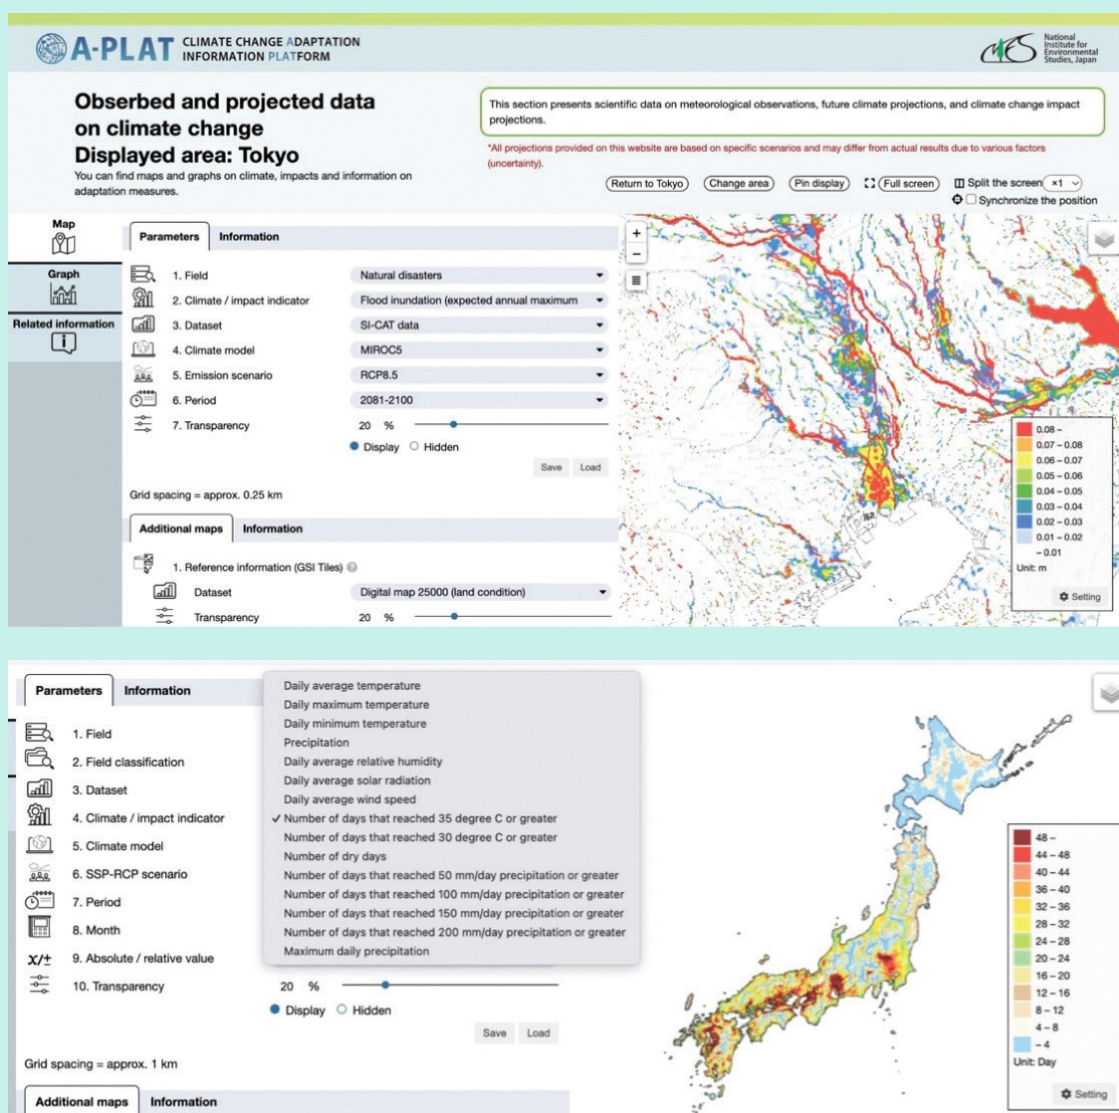 A-PLAT CLIMATE CHANGE ADAPTATION
INFORMATION PLATFORM
National
Institute for
Environmental
Studies, Japan
Obserbed and projected data
on climate change
Displayed area: Tokyo
You can find maps and graphs on climate, impacts and information on
adaptation measures.
This section presents scientific data on meteorological observations, future climate projections, and climate change impact
projections.
*All projections provided on this website are based on specific scenarios and may differ from actual results due to various factors
(uncertainty).
Return to Tokyo Change area Pin display Full screen Split the screen ×1
Synchronize the position
Map
Graph
Related information
Parameters Information
1. Field Natural disasters
2. Climate / impact indicator Flood inundation (expected annual maximum
3. Dataset SI-CAT data
4. Climate model MIROC5
5. Emission scenario RCP8.5
6. Period 2081-2100
7. Transparency 20 %
Display Hidden
Save Load
Grid spacing = approx. 0.25 km
Additional maps Information
1. Reference information (GSI Tiles)
Dataset Digital map 25000 (land condition)
Transparency 20 %
+
−
0.08 –
0.07 – 0.08
0.06 – 0.07
0.05 – 0.06
0.04 – 0.05
0.03 – 0.04
0.02 – 0.03
0.01 – 0.02
– 0.01
Unit: m
Setting
Parameters Information
1. Field
2. Field classification
3. Dataset
4. Climate / impact indicator
5. Climate model
6. SSP-RCP scenario
7. Period
8. Month
x/± 9. Absolute / relative value
10. Transparency 20 %
Display Hidden
Save Load
Grid spacing = approx. 1 km
Additional maps Information
Daily average temperature
Daily maximum temperature
Daily minimum temperature
Precipitation
Daily average relative humidity
Daily average solar radiation
Daily average wind speed
✓ Number of days that reached 35 degree C or greater
Number of days that reached 30 degree C or greater
Number of dry days
Number of days that reached 50 mm/day precipitation or greater
Number of days that reached 100 mm/day precipitation or greater
Number of days that reached 150 mm/day precipitation or greater
Number of days that reached 200 mm/day precipitation or greater
Maximum daily precipitation
48 –
44 – 48
40 – 44
36 – 40
32 – 36
28 – 32
24 – 28
20 – 24
16 – 20
12 – 16
8 – 12
4 – 8
– 4
Unit: Day
Setting